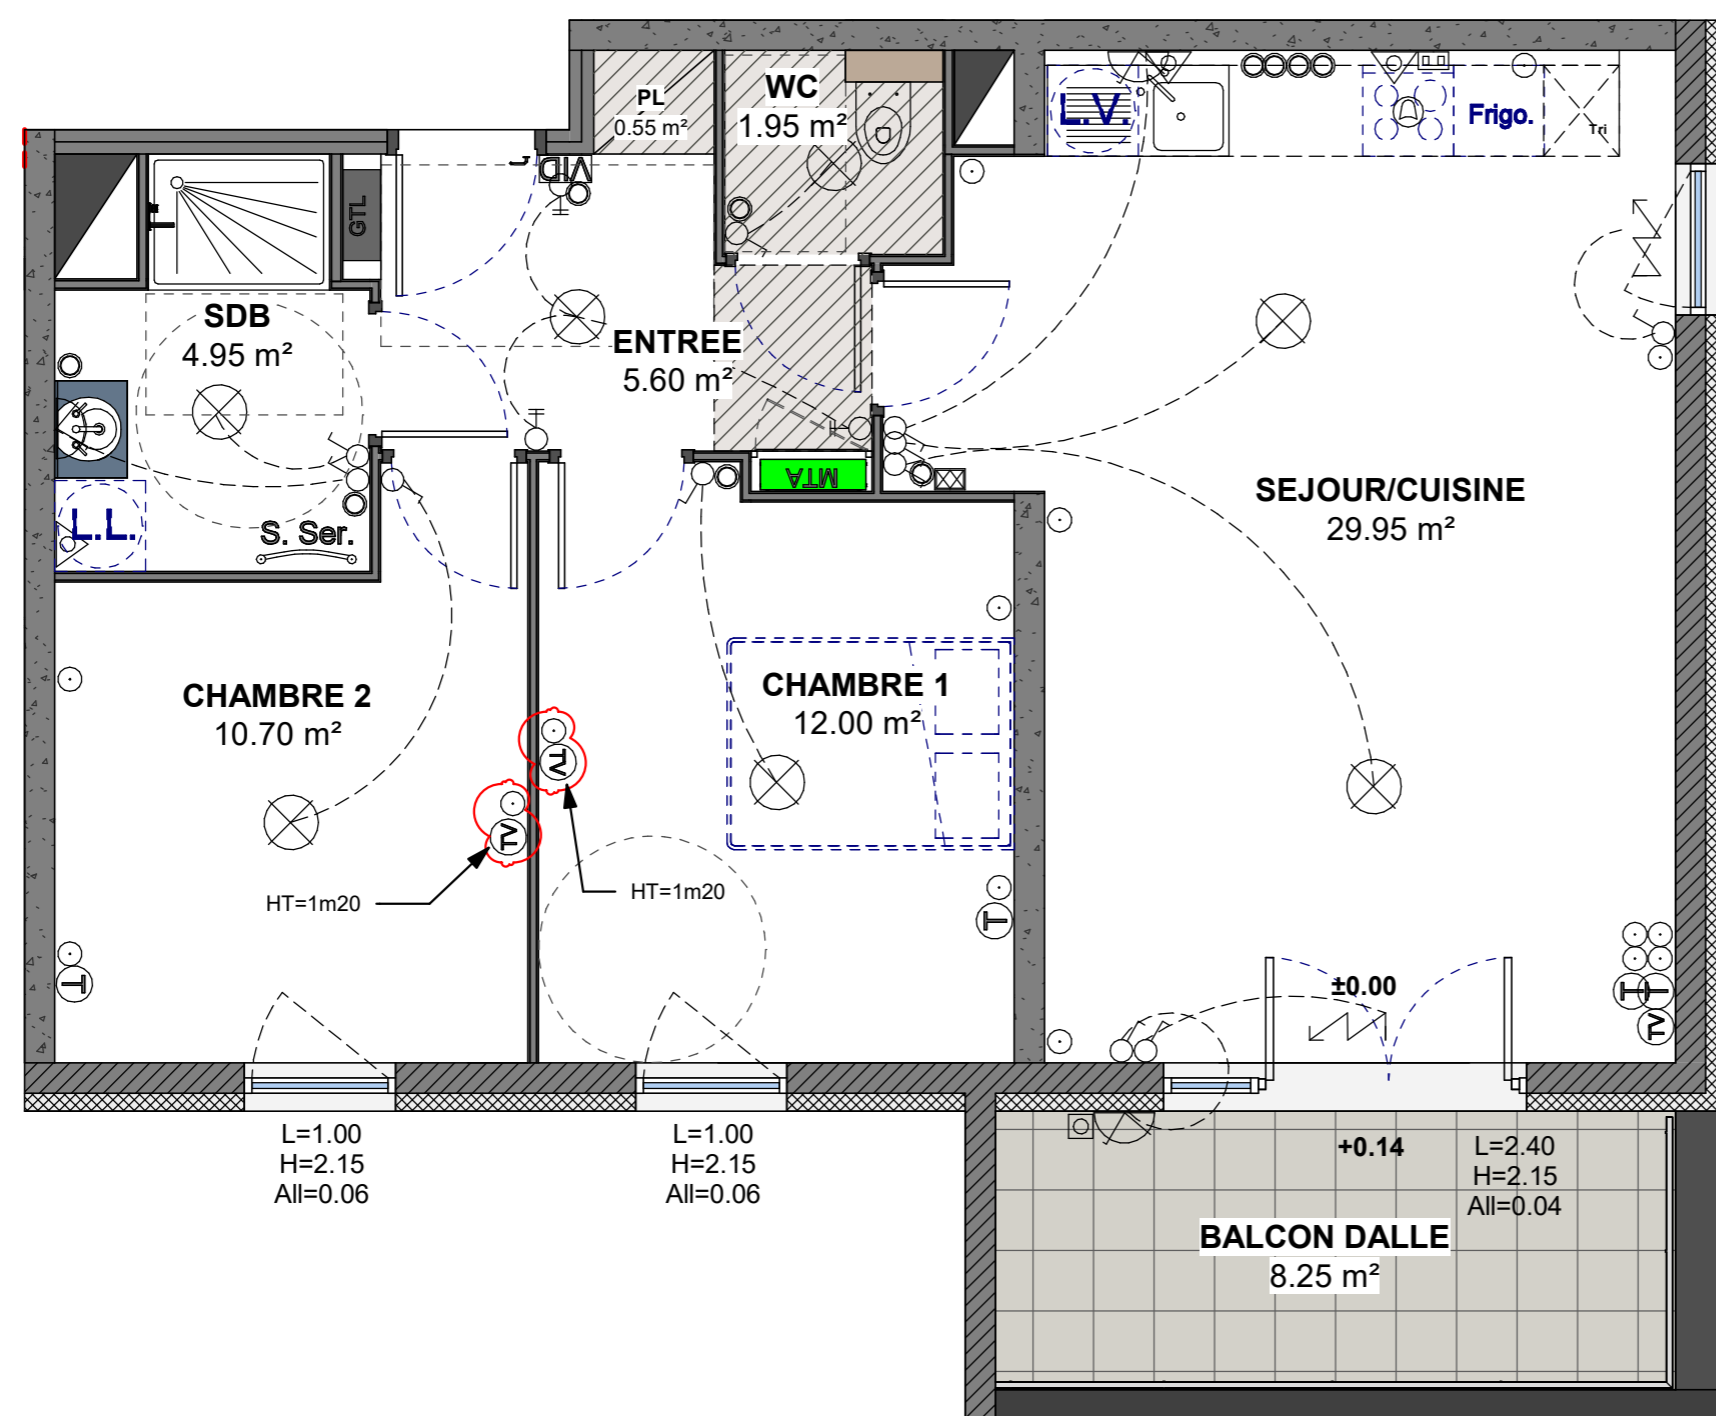 PL
0.55 m²
WC
1.95 m²
L.V.
Frigo.
Tri
VID
GTL
SDB
4.95 m²
ENTREE
5.60 m²
MTA
L.L.
S. Ser.
SEJOUR/CUISINE
29.95 m²
CHAMBRE 2
10.70 m²
CHAMBRE 1
12.00 m²
TV
TV
HT=1m20
HT=1m20
T
T
±0.00
T
T
TV
L=1.00
H=2.15
All=0.06
L=1.00
H=2.15
All=0.06
+0.14
L=2.40
H=2.15
All=0.04
BALCON DALLE
8.25 m²